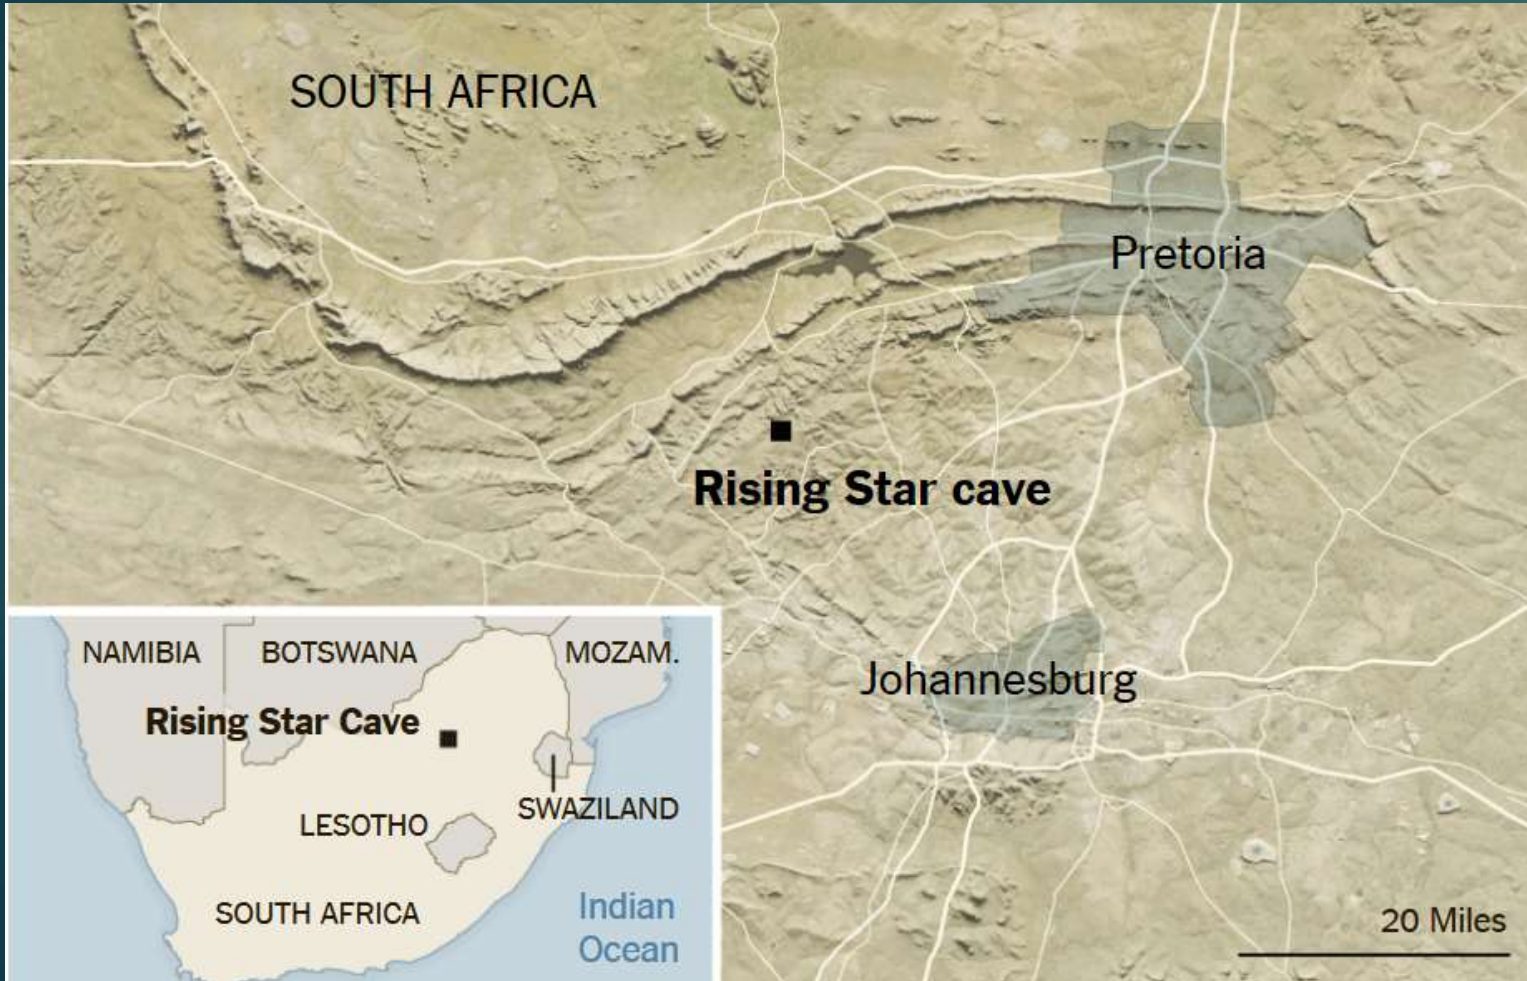 SOUTH AFRICA
Pretoria
Rising Star cave
Johannesburg
20 Miles
NAMIBIA
BOTSWANA
MOZAM.
Rising Star Cave
SWAZILAND
LESOTHO
SOUTH AFRICA
Indian
Ocean